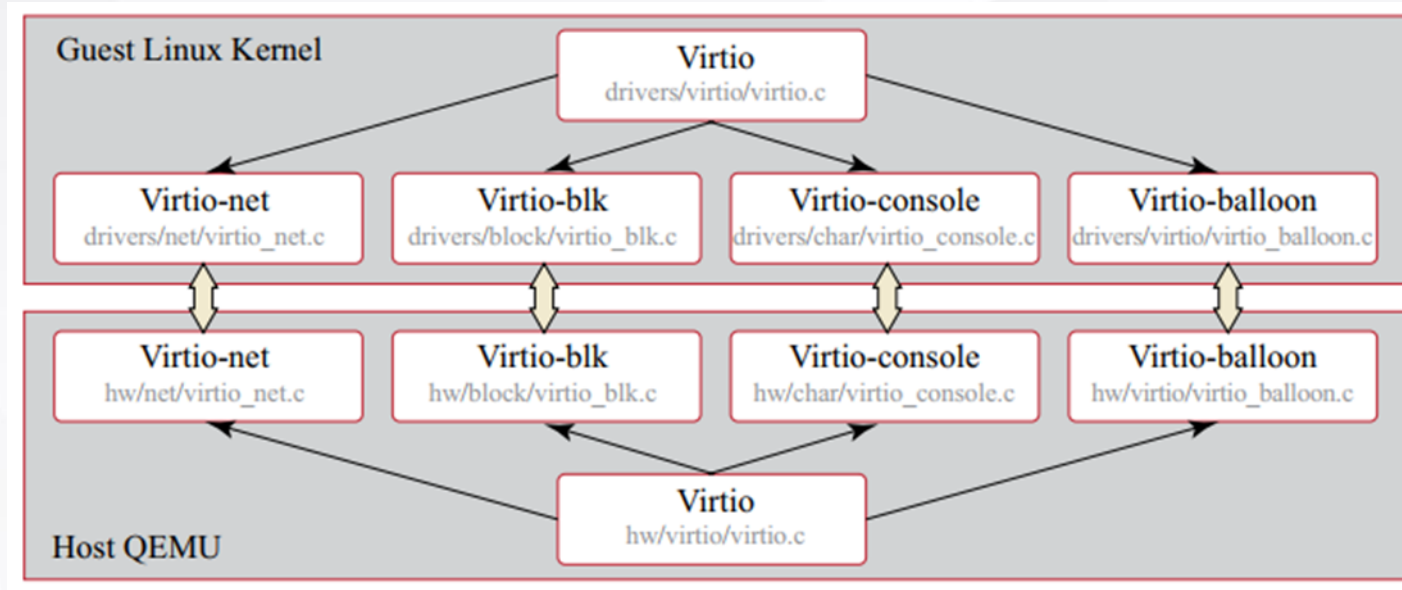 Guest Linux Kernel
Virtio
drivers/virtio/virtio.c
Virtio-net
drivers/net/virtio_net.c
Virtio-blk
drivers/block/virtio_blk.c
Virtio-console
drivers/char/virtio_console.c
Virtio-balloon
drivers/virtio/virtio_balloon.c
Virtio-net
hw/net/virtio_net.c
Virtio-blk
hw/block/virtio_blk.c
Virtio-console
hw/char/virtio_console.c
Virtio-balloon
hw/virtio/virtio_balloon.c
Virtio
hw/virtio/virtio.c
Host QEMU